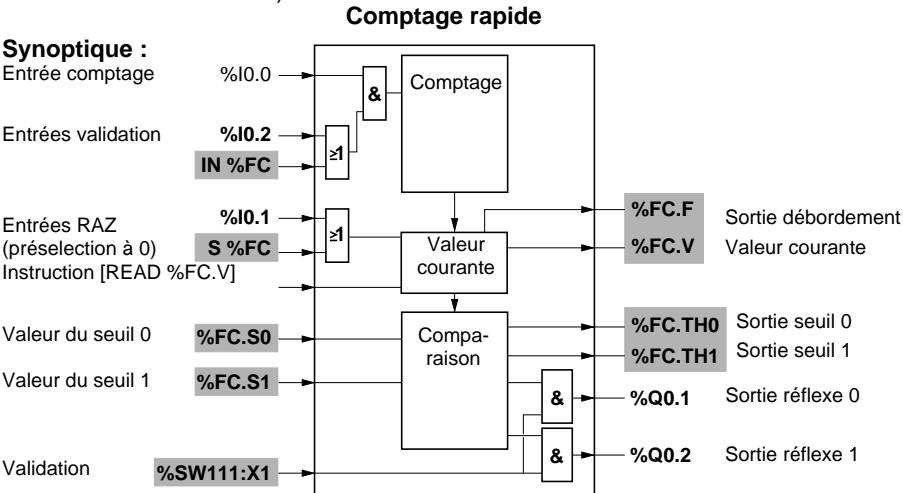 Comptage rapide
Synoptique :
Entrée comptage %I0.0
&
Comptage
Entrées validation %I0.2
IN %FC
≥1
Entrées RAZ %I0.1
(préselection à 0) S %FC
Instruction [READ %FC.V]
≥1
Valeur
courante
%FC.F Sortie débordement
%FC.V Valeur courante
Valeur du seuil 0 %FC.S0
Valeur du seuil 1 %FC.S1
Compa-
raison
%FC.TH0 Sortie seuil 0
%FC.TH1 Sortie seuil 1
& %Q0.1 Sortie réflexe 0
& %Q0.2 Sortie réflexe 1
Validation %SW111:X1